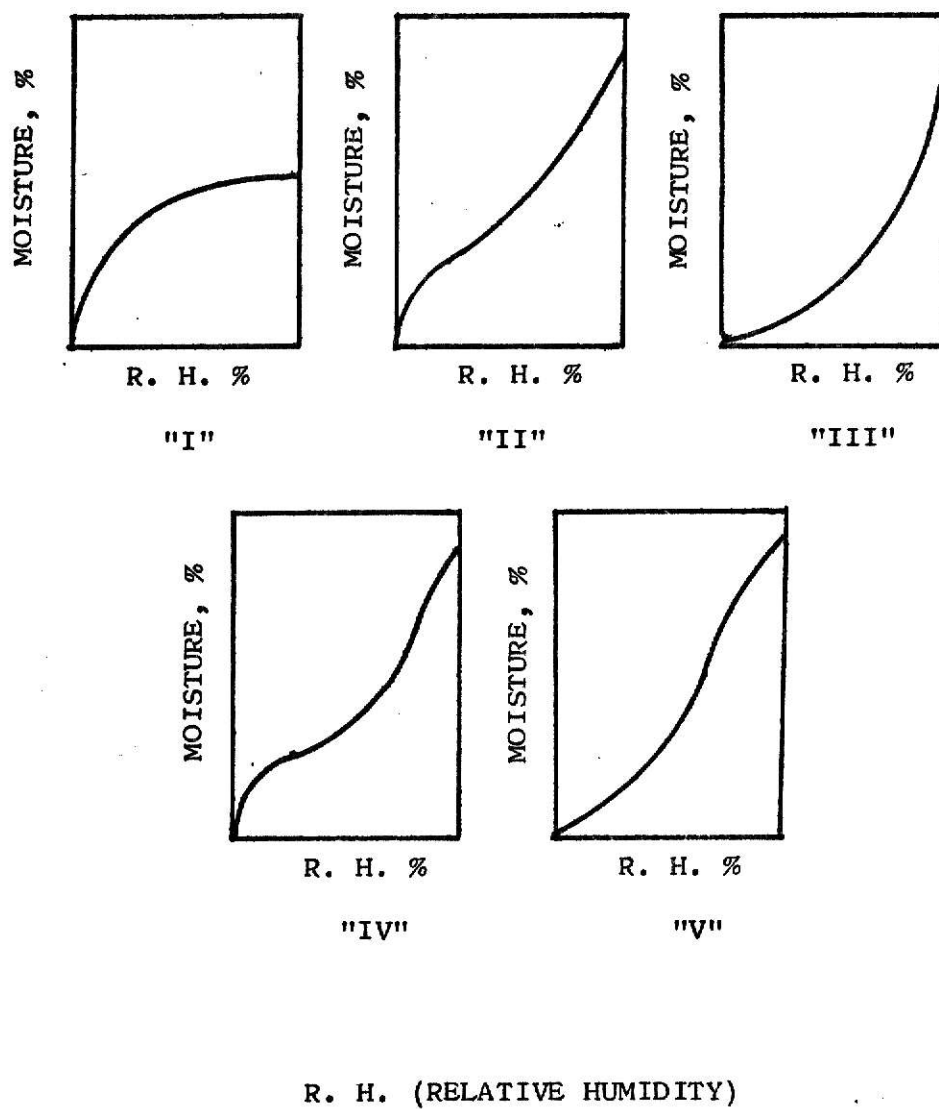 MOISTURE, % MOISTURE, % MOISTURE, %
R. H. % R. H. % R. H. %
"I" "II" "III"
MOISTURE, % MOISTURE, %
R. H. % R. H. %
"IV" "V"
R. H. (RELATIVE HUMIDITY)